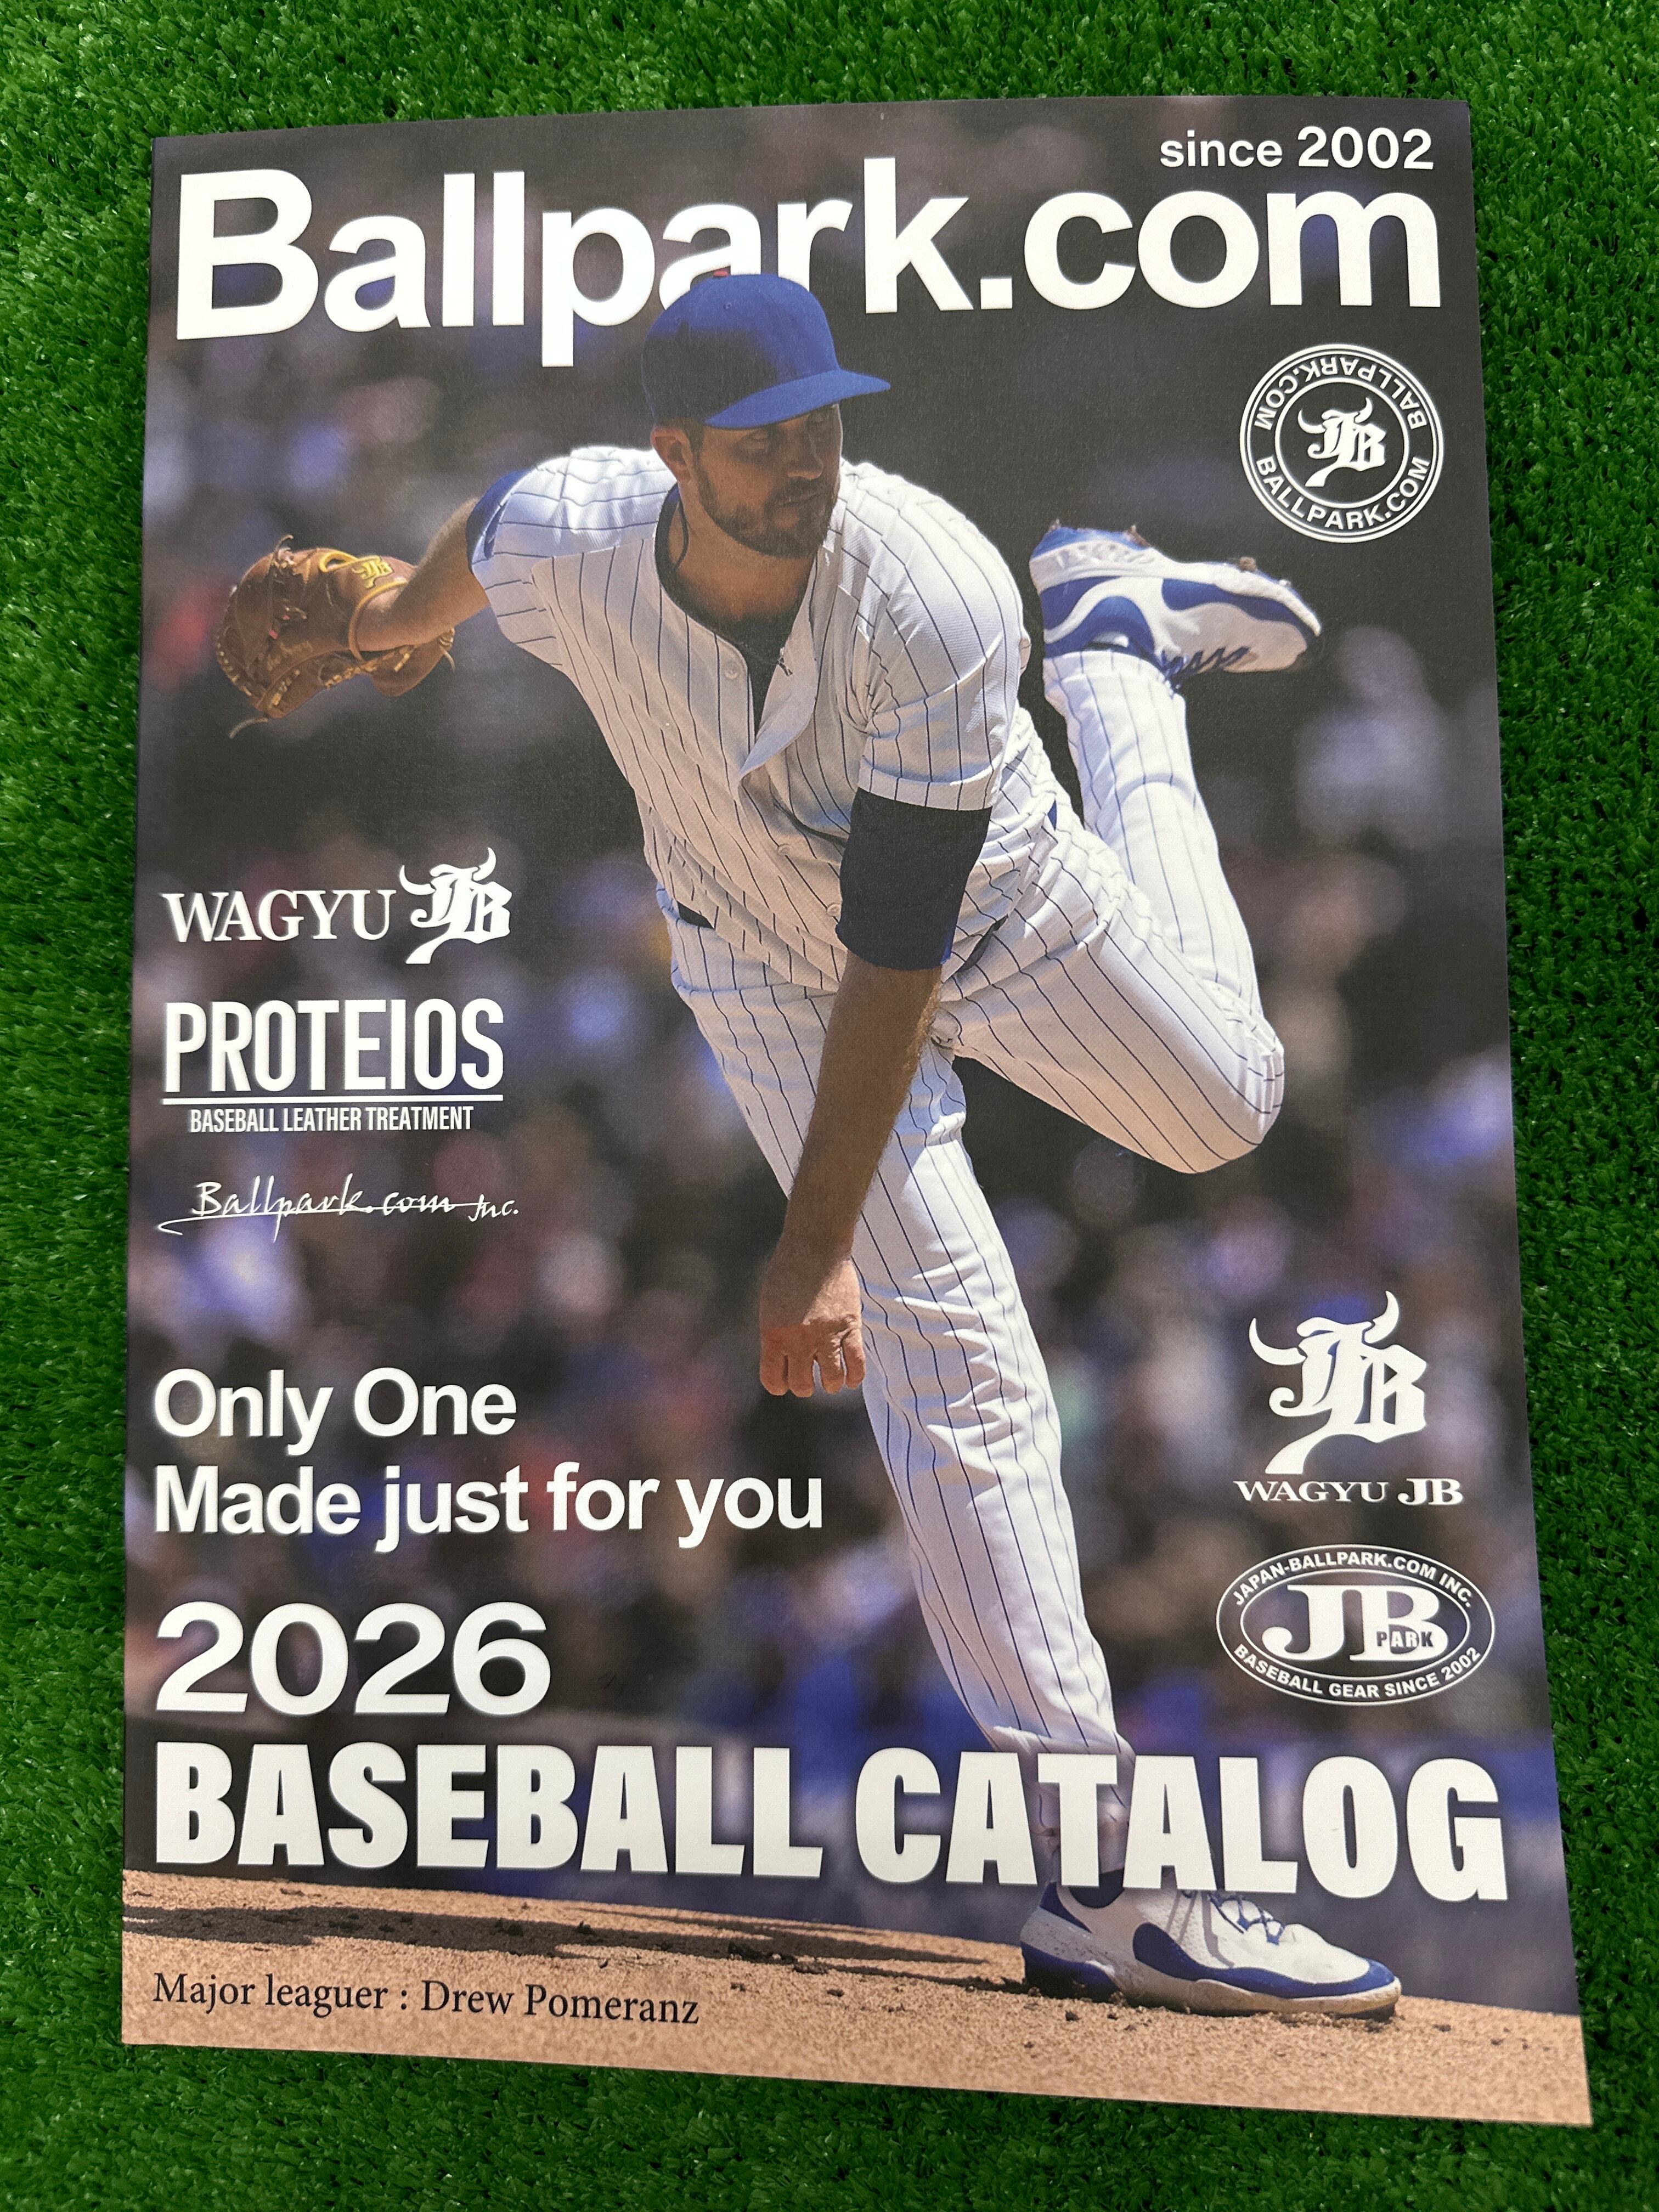 since 2002
Ballpark.com
BALLPARK.COM BALLPARK.COM
JB
WAGYU JB
PROTEIOS
BASEBALL LEATHER TREATMENT
Ballpark.com Inc.
Only One
Made just for you
JB
WAGYU JB
JAPAN-BALLPARK.COM INC.
JB
PARK
BASEBALL GEAR SINCE 2002
2026
BASEBALL CATALOG
Major leaguer : Drew Pomeranz